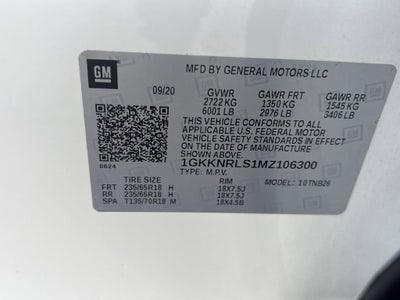 GM
MFD BY GENERAL MOTORS LLC
09/20 GVWR GAWR FRT GAWR RR
2722 KG 1350 KG 1545 KG
6001 LB 2976 LB 3406 LB
THIS VEHICLE CONFORMS TO ALL
APPLICABLE U.S. FEDERAL MOTOR
VEHICLE SAFETY STANDARDS IN EFFECT
ON THE DATE OF MANUFACTURE SHOWN
ABOVE.
8624
1GKKNRLS1MZ106300
TYPE: M.P.V. MODEL: 10TNB26
TIRE SIZE RIM
FRT 235/65R18 H 18X7.5J
RR 235/65R18 H 18X7.5J
SPA T135/70R18 M 18X4.5B